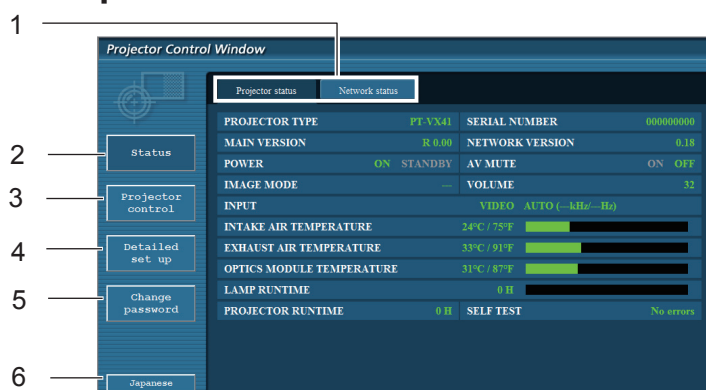 1
Projector Control Window
Projector status Network status
PROJECTOR TYPE PT-VX41 SERIAL NUMBER 000000000
MAIN VERSION R 0.00 NETWORK VERSION 0.18
2 Status
POWER ON STANDBY AV MUTE ON OFF
IMAGE MODE — VOLUME 32
3 Projector
control
INPUT VIDEO AUTO (—kHz/—Hz)
INTAKE AIR TEMPERATURE 24°C / 75°F
4 Detailed
set up
EXHAUST AIR TEMPERATURE 33°C / 91°F
OPTICS MODULE TEMPERATURE 31°C / 87°F
LAMP RUNTIME 0 H
5 Change
password
PROJECTOR RUNTIME 0 H SELF TEST No errors
6 Japanese